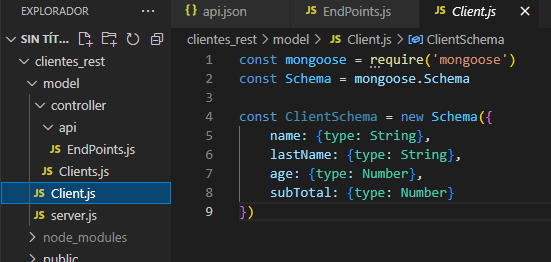 EXPLORADOR
SIN TÍT...
clientes_rest
model
controller
api
JS EndPoints.js
JS Clients.js
JS Client.js
JS server.js
node_modules
public
api.json
JS EndPoints.js
JS Client.js
clientes_rest > model > JS Client.js > ClientSchema
1 const mongoose = require('mongoose')
2 const Schema = mongoose.Schema
3
4 const ClientSchema = new Schema({
5 name: {type: String},
6 lastName: {type: String},
7 age: {type: Number},
8 subTotal: {type: Number}
9 })